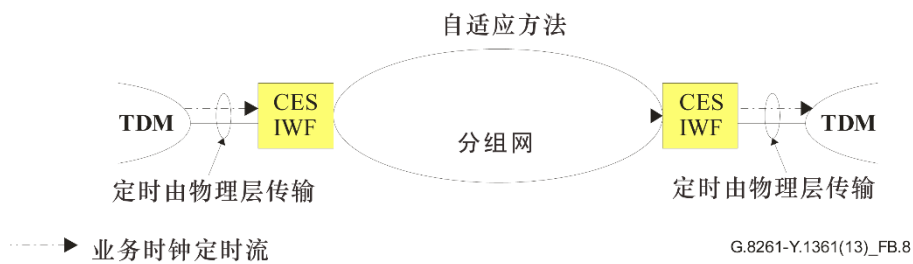 自适应方法
TDM
CES
IWF
分组网
CES
IWF
TDM
定时由物理层传输
定时由物理层传输
业务时钟定时流
G.8261-Y.1361(13)_FB.8